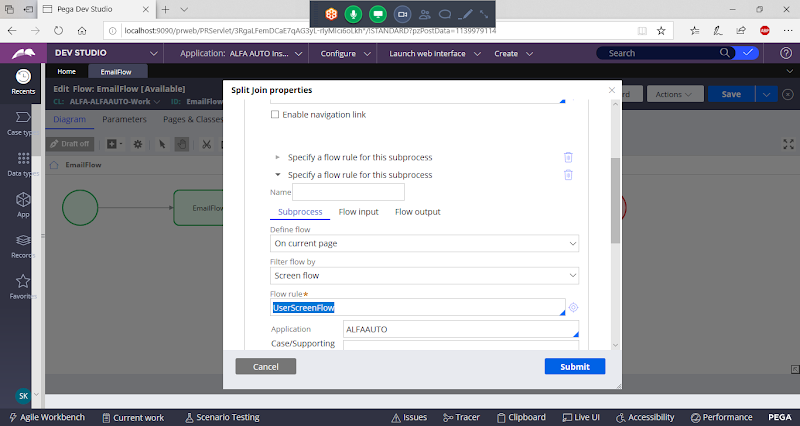 Pega Dev Studio
localhost:9090/prweb/PRServlet/3RgaLFemDCaE7qAG3yL-rlyMIci6oLkh*/!STANDARD?pzPostData=1139979114
DEV STUDIO
Application: ALFA AUTO Ins...
Configure
Launch web interface
Create
Search
Recents
Home
EmailFlow
Edit Flow: EmailFlow [Available]
CL: ALFA-ALFAAUTO-Work
ID: EmailFlow
Actions
Save
Diagram
Parameters
Pages & Classes
Draft off
EmailFlow
EmailFlow
Case typ
Data typ
App
Records
Favorit
SK
Split Join properties
Enable navigation link
Specify a flow rule for this subprocess
Specify a flow rule for this subprocess
Name
Subprocess
Flow input
Flow output
Define flow
On current page
Filter flow by
Screen flow
Flow rule*
UserScreenFlow
Application
ALFAAUTO
Case/Supporting
Cancel
Submit
Agile Workbench
Current work
Scenario Testing
Issues
Tracer
Clipboard
Live UI
Accessibility
Performance
PEGA